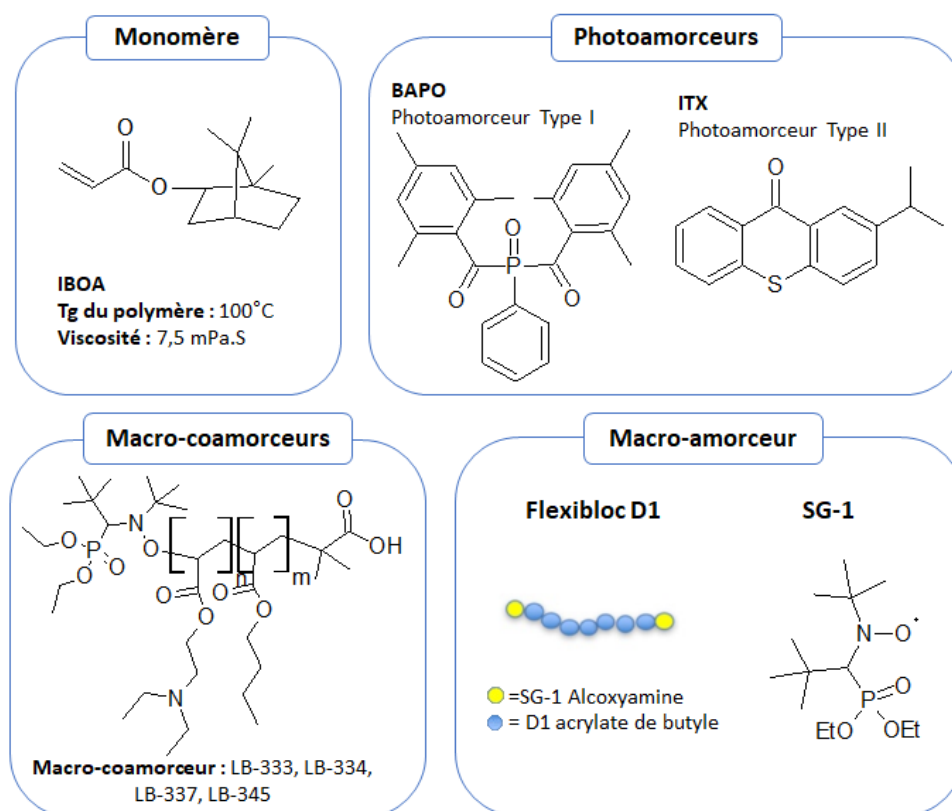 Monomère
O
O
IBOA
Tg du polymère : 100°C
Viscosité : 7,5 mPa.S
Photoamorceurs
BAPO
Photoamorceur Type I
O
P
O
O
ITX
Photoamorceur Type II
O
S
Macro-coamorceurs
N
O
P
O
O
O
n
m
O
OH
O
O
O
O
N
Macro-coamorceur : LB-333, LB-334,
LB-337, LB-345
Macro-amorceur
Flexibloc D1
=SG-1 Alcoxyamine
= D1 acrylate de butyle
SG-1
N
O
P
O
EtO
OEt